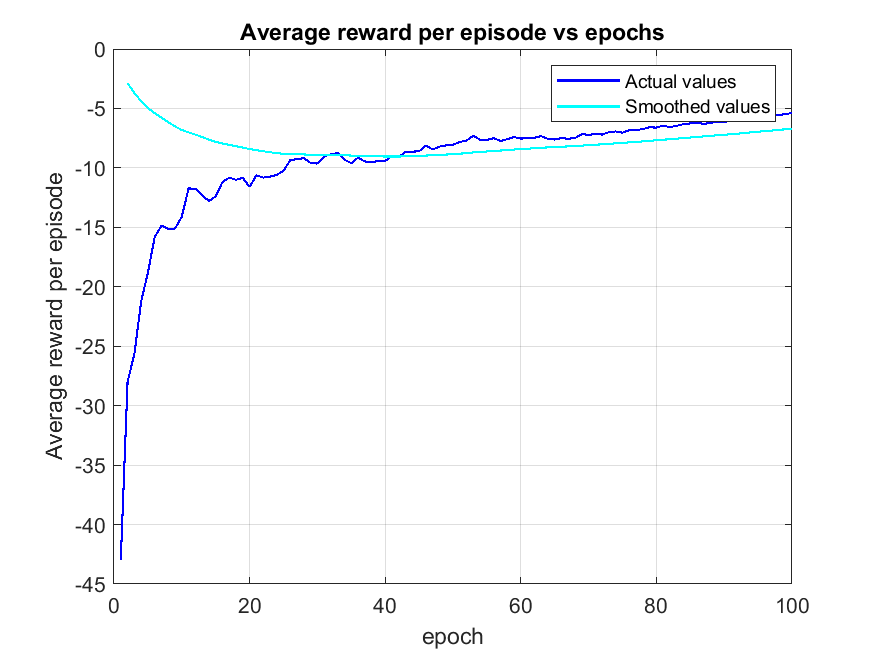 Average reward per episode vs epochs
Actual values
Smoothed values
0
-5
-10
-15
-20
-25
-30
-35
-40
-45
Average reward per episode
0 20 40 60 80 100
epoch